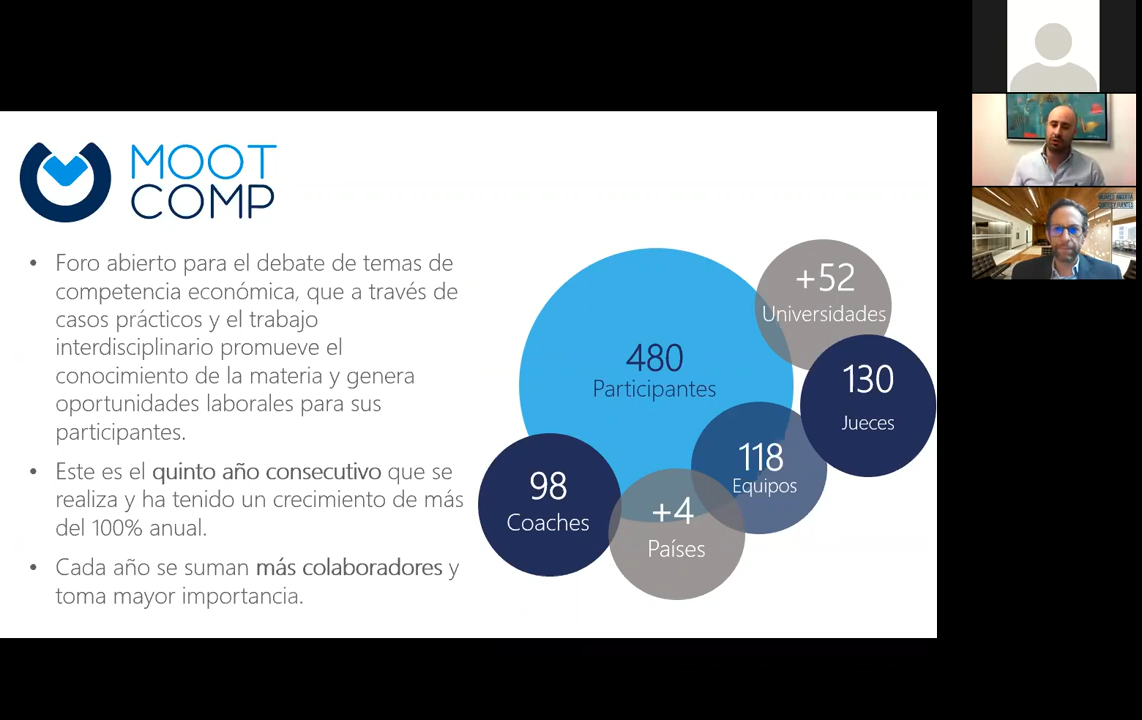 MOOT
COMP
• Foro abierto para el debate de temas de
competencia económica, que a través de
casos prácticos y el trabajo
interdisciplinario promueve el
conocimiento de la materia y genera
oportunidades laborales para sus
participantes.
• Este es el quinto año consecutivo que se
realiza y ha tenido un crecimiento de más
del 100% anual.
• Cada año se suman más colaboradores y
toma mayor importancia.
480
Participantes
+52
Universidades
130
Jueces
118
Equipos
+4
Países
98
Coaches